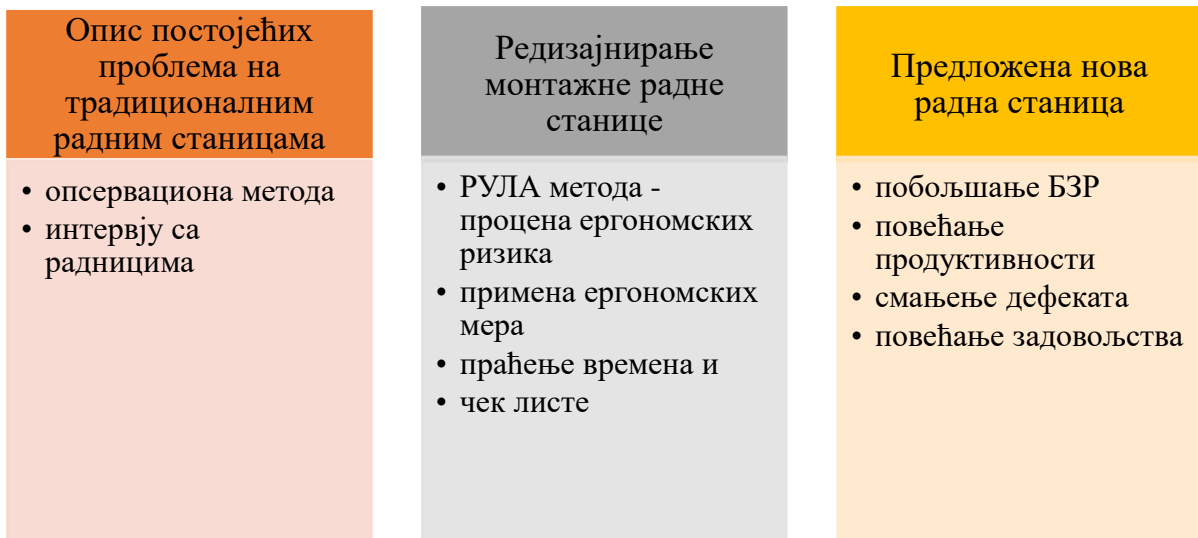 Опис постојећих
проблема на
традиционалним
радним станицама
• опсервациона метода
• интервју са
радницима
Редизајнирање
монтажне радне
станице
• РУЛА метода -
процена ергономских
ризика
• примена ергономских
мера
• праћење времена и
• чек листе
Предложена нова
радна станица
• побољшање БЗР
• повећање
продуктивности
• смањење дефеката
• повећање задовољства